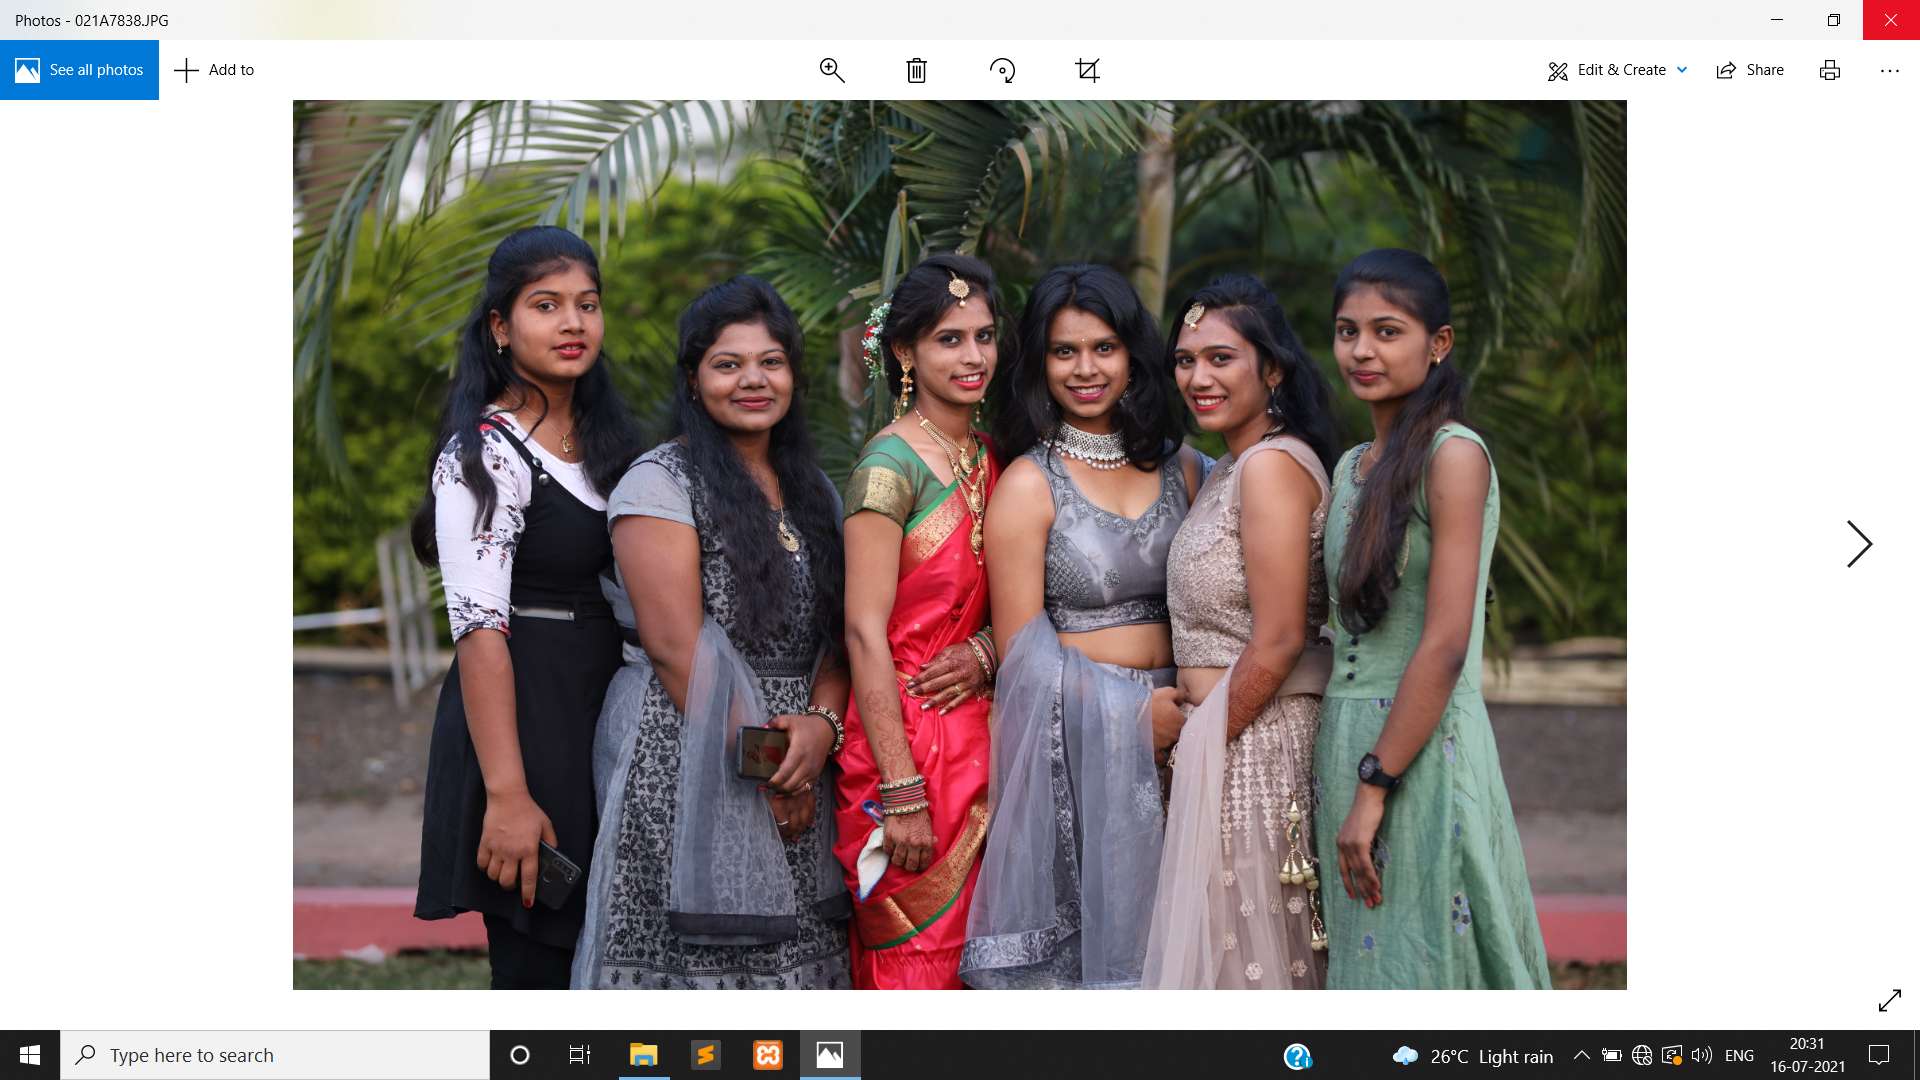 Photos - 021A7838.JPG
See all photos
Add to
Edit & Create
Share
Type here to search
26°C Light rain
ENG
20:31
16-07-2021